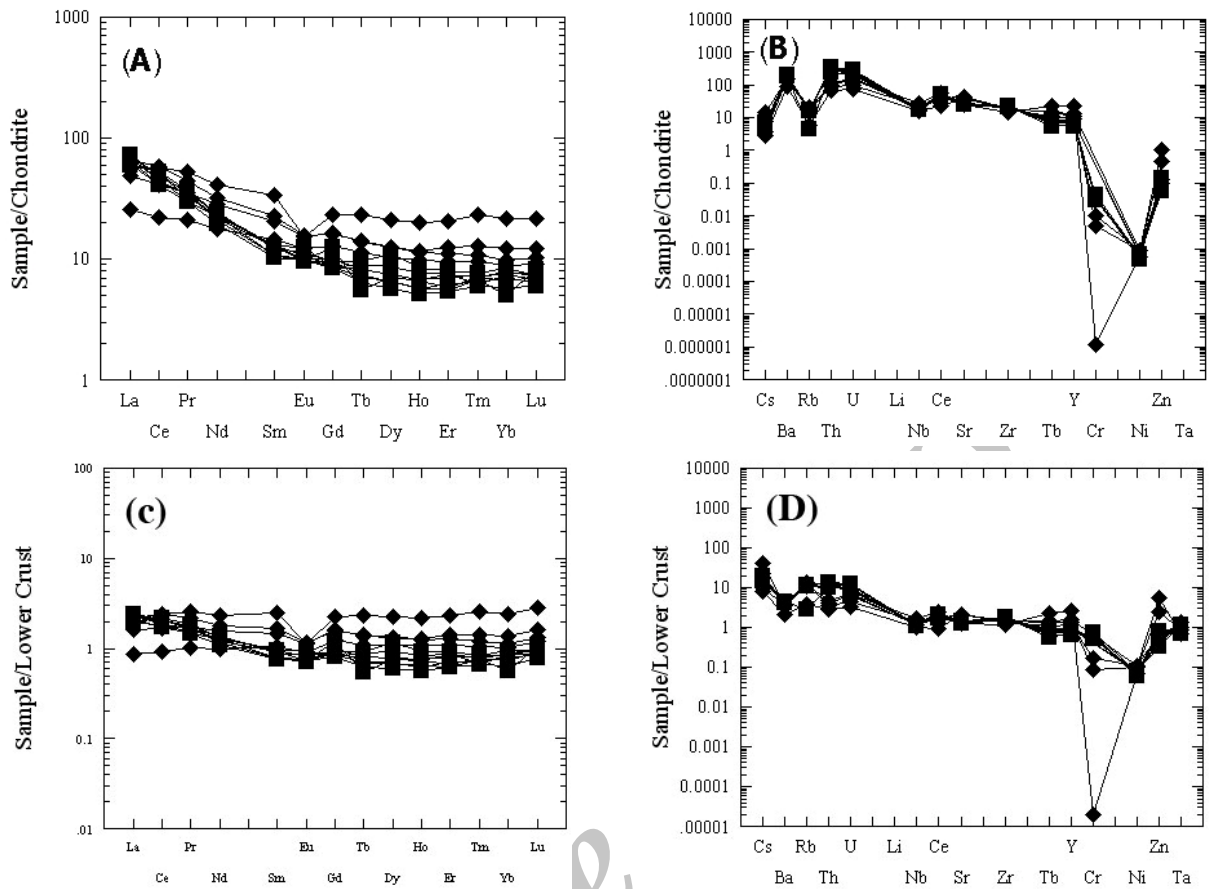 (A)
Sample/Chondrite
1000
100
10
1
La Pr Eu Tb Ho Tm Lu
Ce Nd Sm Gd Dy Er Yb
(B)
Sample/Chondrite
10000
1000
100
10
1
0.1
0.01
0.001
0.0001
0.00001
0.000001
0.0000001
Cs Rb U Li Ce Y Zn
Ba Th Nb Sr Zr Tb Cr Ni Ta
(c)
Sample/Lower Crust
100
10
1
0.1
.01
La Pr Eu Tb Ho Tm Lu
Ce Nd Sm Gd Dy Er Yb
(D)
Sample/Lower Crust
10000
1000
100
10
1
0.1
0.01
0.001
0.0001
.00001
Cs Rb U Li Ce Y Zn
Ba Th Nb Sr Zr Tb Cr Ni Ta